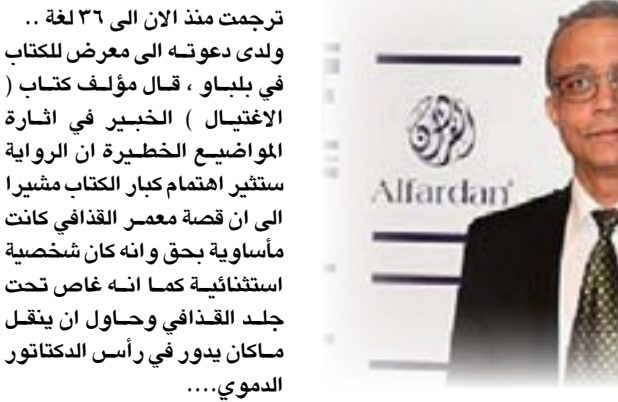 ترجمت منذ الان الى ٣٦ لغة ..
ولدى دعوته الى معرض للكتاب
في بلباو ، قال مؤلف كتاب (
الاغتيال ) الخبير في اثارة
المواضيع الخطيرة ان الرواية
ستثير اهتمام كبار الكتاب مشيرا
الى ان قصة معمر القذافي كانت
مأساوية بحق وانه كان شخصية
استثنائية كما انه غاص تحت
جلد القذافي وحاول ان ينقل
ماكان يدور في رأس الدكتاتور
الدموي....
الفردان
Alfardan